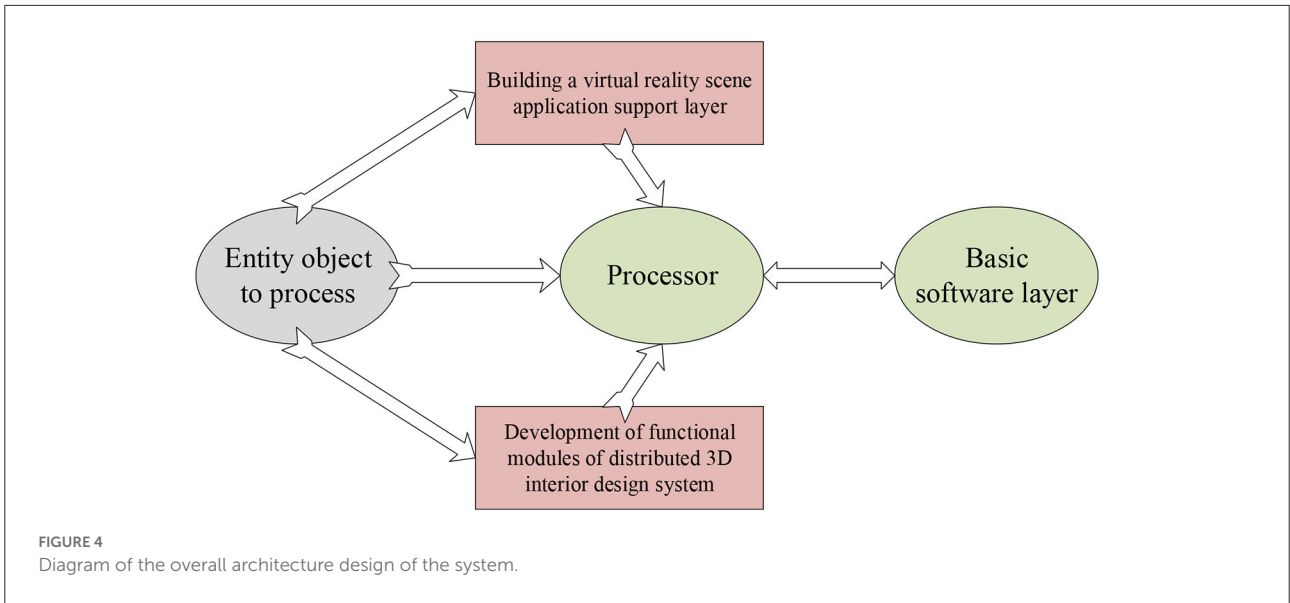 Building a virtual reality scene
application support layer
Entity object
to process
Processor
Basic
software layer
Development of functional
modules of distributed 3D
interior design system
FIGURE 4
Diagram of the overall architecture design of the system.